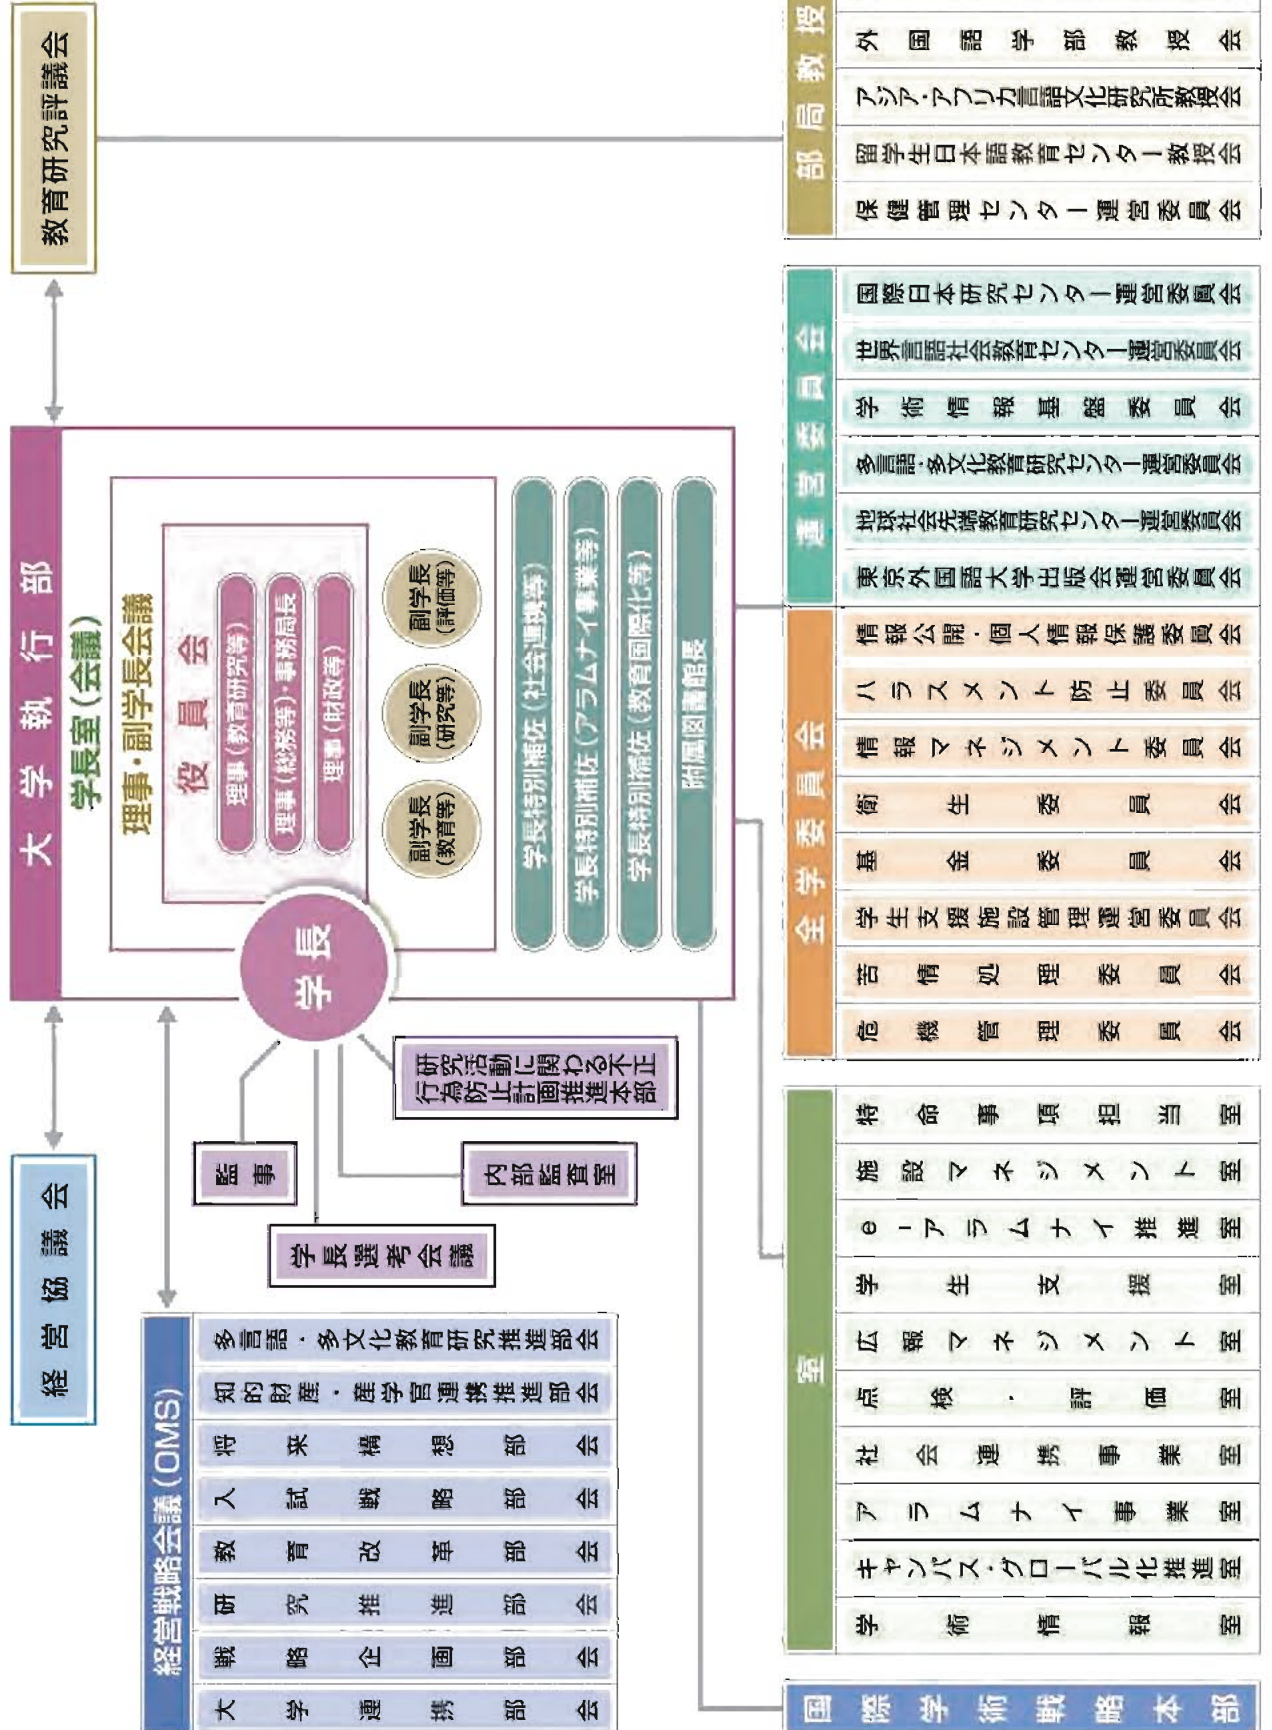 経営協議会
大学執行部
教育研究評議会
学長室(会議)
理事・副学長会議
役員会
理事(教育研究等)
理事(総務等)・事務局長
理事(財政等)
副学長
(教育等)
副学長
(研究等)
副学長
(評価等)
学長
学長特別補佐(社会連携等)
学長特別補佐(アラムナイ事業等)
学長特別補佐(教育国際化等)
附属図書館長
監事
学長選考会議
内部監査室
研究活動に関わる不正
行為防止計画推進本部
経営戦略会議(OMS)
多言語・多文化教育研究推進部会
知的財産・産学官連携推進部会
将来構想部会
入試戦略部会
教育改革部会
研究推進部会
戦略企画部会
大学連携部会
国際学術戦略本部
室
学術情報室
キャンパス・グローバル化推進室
アラムナイ事業室
社会連携事業室
点検・評価室
広報マネジメント室
学生支援室
e-アラムナイ推進室
施設マネジメント室
特命事項担当室
全学委員会
危機管理委員会
苦情処理委員会
学生支援施設管理運営委員会
基金委員会
衛生委員会
情報マネジメント委員会
ハラスメント防止委員会
情報公開・個人情報保護委員会
運営委員会
東京外国語大学出版会運営委員会
地球社会先端教育研究センター運営委員会
多言語・多文化教育研究センター運営委員会
学術情報基盤委員会
世界言語社会教育センター運営委員会
国際日本研究センター運営委員会
部局教授
保健管理センター運営委員会
留学生日本語教育センター教授会
アジア・アフリカ言語文化研究所教授会
外国語学部教授会